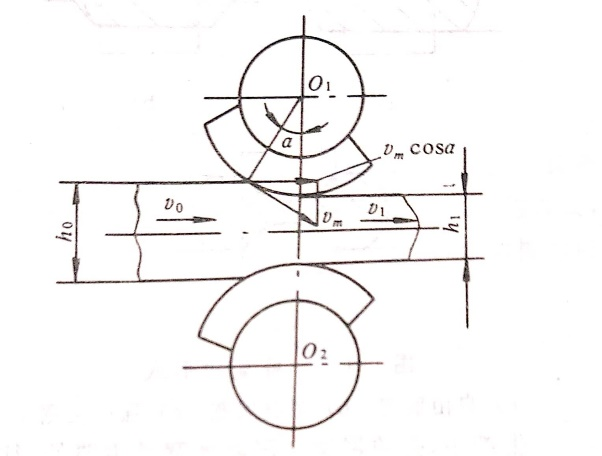 O₁
a
vₘ cosa
v₀
vₘ
v₁
h₀
h₁
O₂